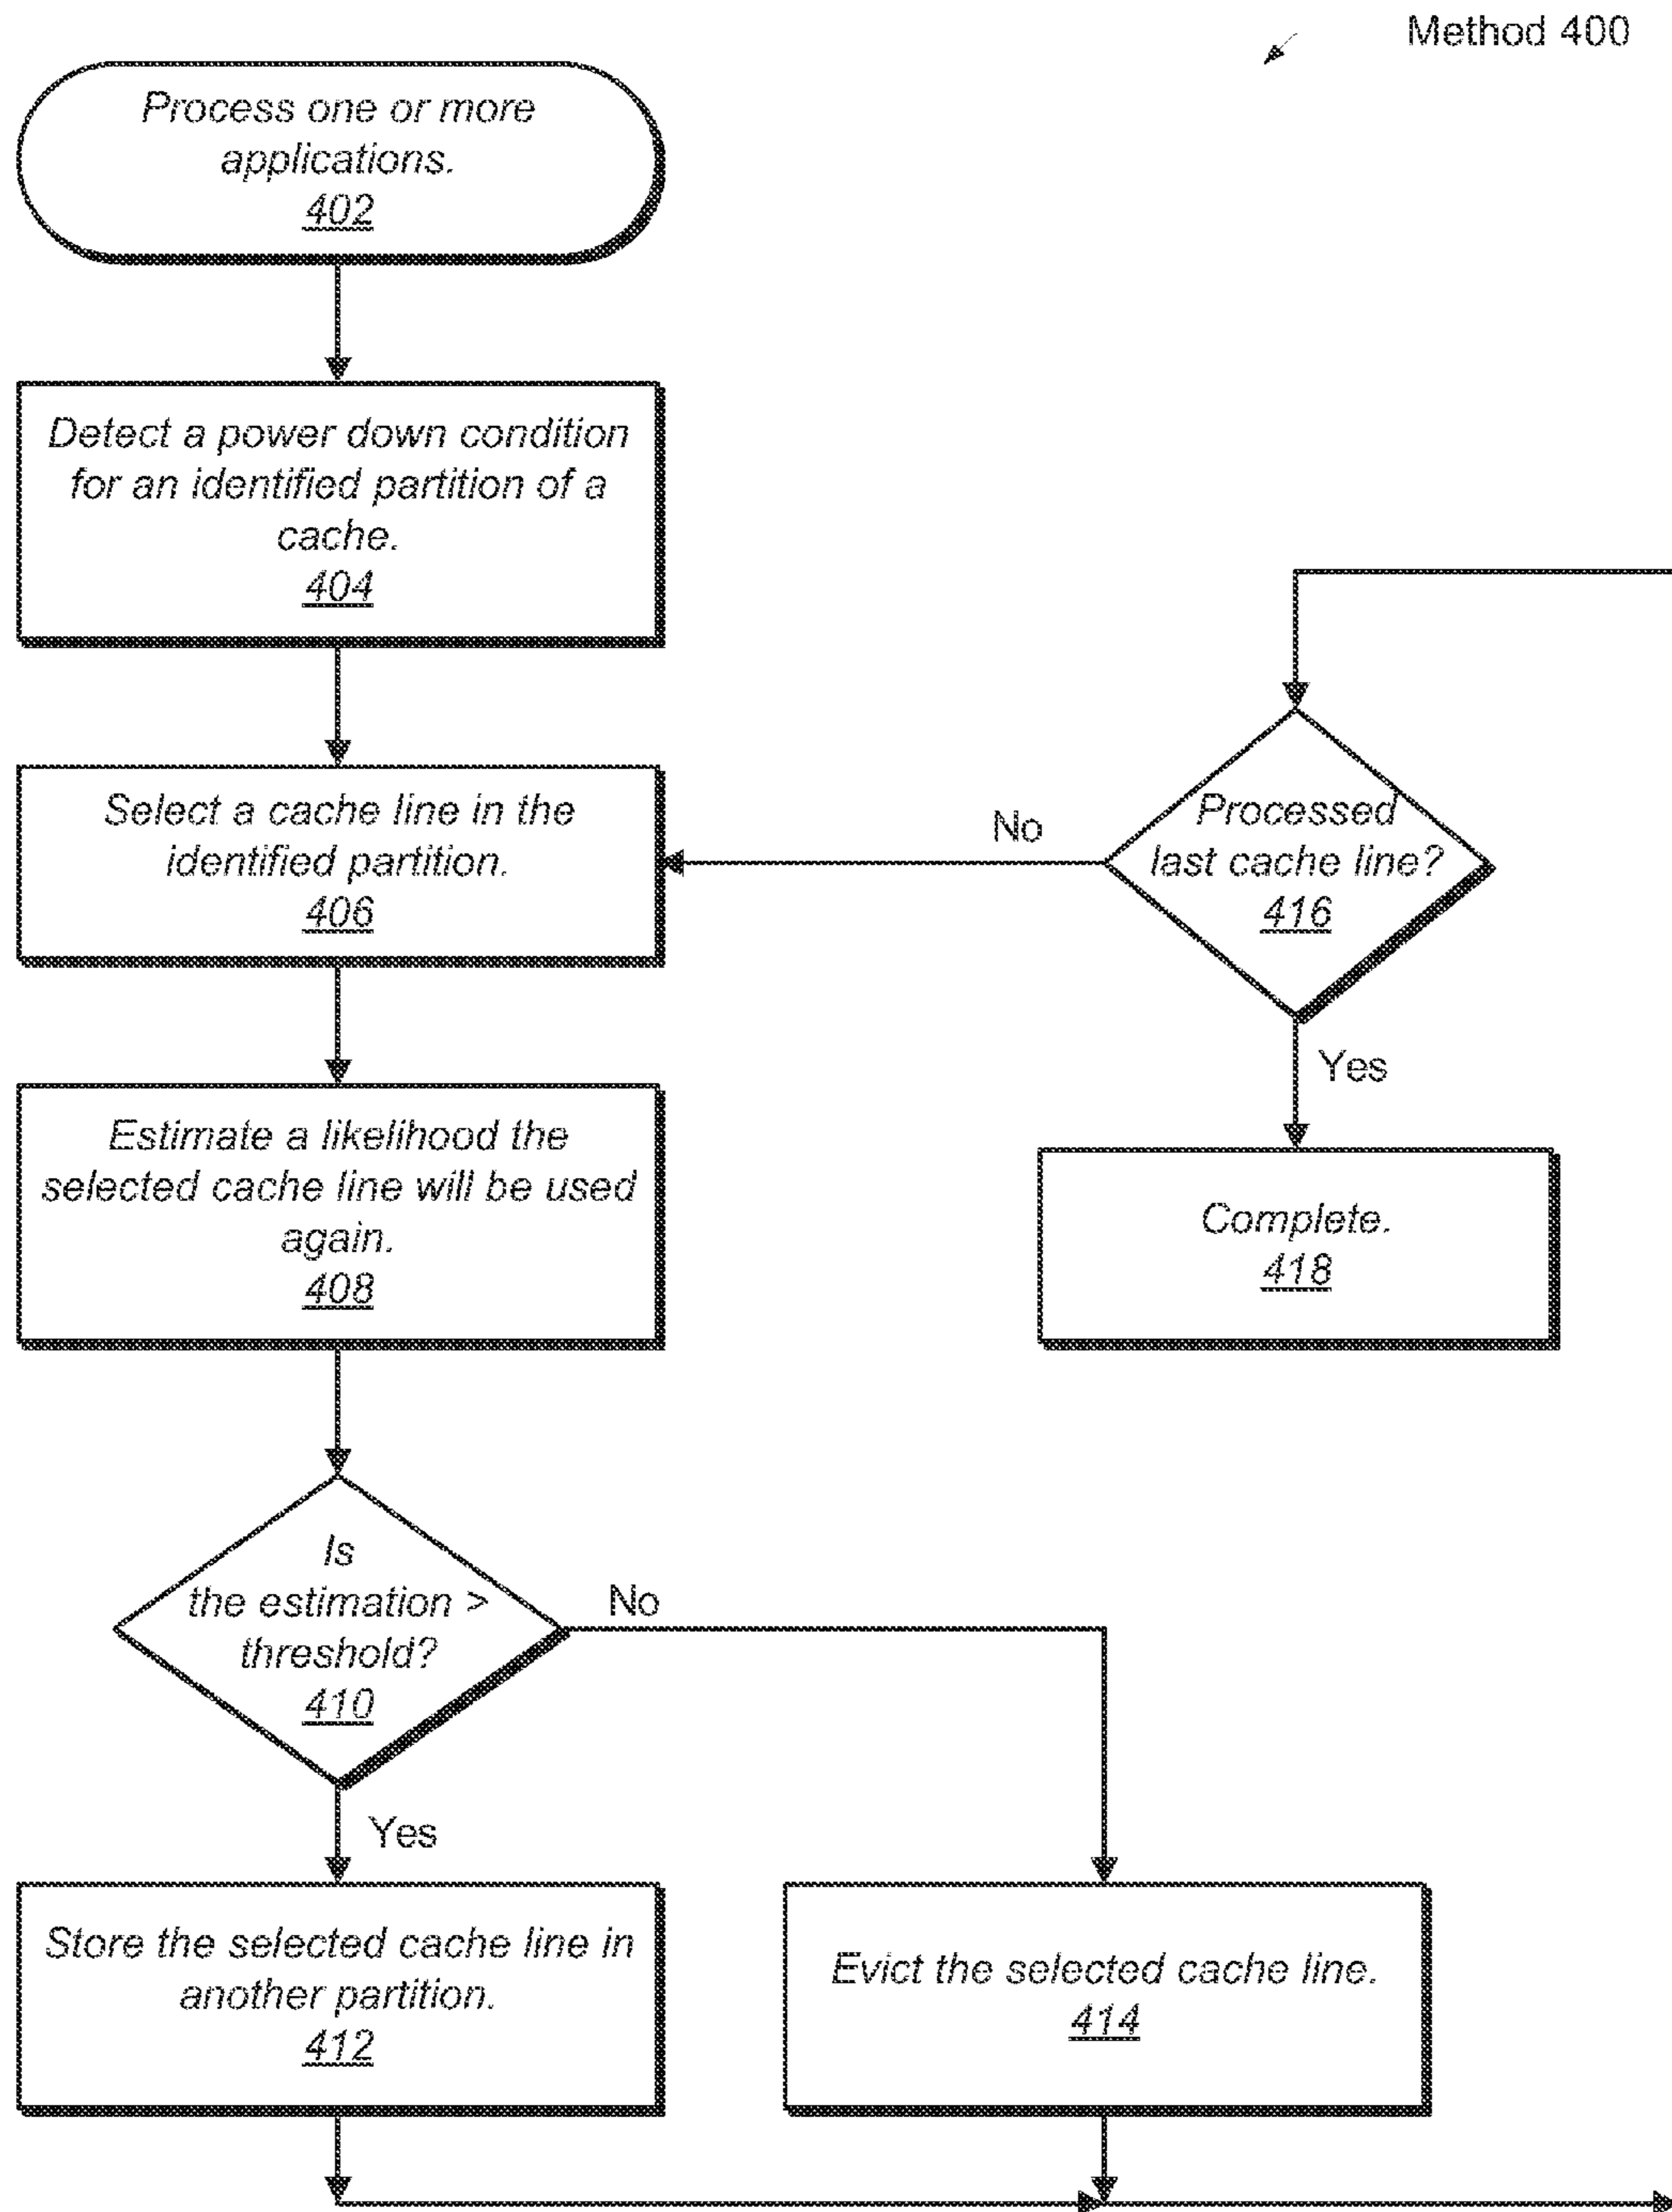 Method 400
Process one or more
applications.
402
Detect a power down condition
for an identified partition of a
cache.
404
Select a cache line in the
identified partition.
406
No
Processed
last cache line?
416
Yes
Estimate a likelihood the
selected cache line will be used
again.
408
Complete.
418
Is
the estimation >
threshold?
410
No
Yes
Store the selected cache line in
another partition.
412
Evict the selected cache line.
414